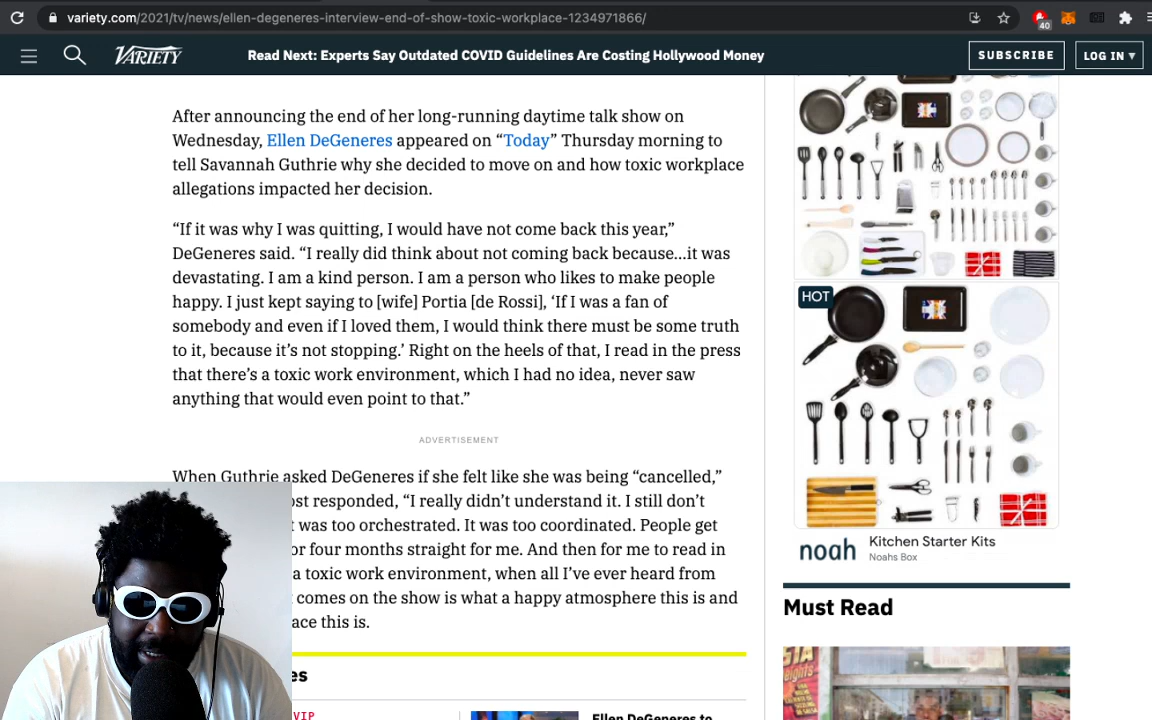 variety.com/2021/tv/news/ellen-degeneres-interview-end-of-show-toxic-workplace-1234971866/
40
VARIETY
Read Next: Experts Say Outdated COVID Guidelines Are Costing Hollywood Money
SUBSCRIBE
LOG IN ▾
After announcing the end of her long-running daytime talk show on
Wednesday, Ellen DeGeneres appeared on “Today” Thursday morning to
tell Savannah Guthrie why she decided to move on and how toxic workplace
allegations impacted her decision.
“If it was why I was quitting, I would have not come back this year,”
DeGeneres said. “I really did think about not coming back because…it was
devastating. I am a kind person. I am a person who likes to make people
happy. I just kept saying to [wife] Portia [de Rossi], ‘If I was a fan of
somebody and even if I loved them, I would think there must be some truth
to it, because it’s not stopping.’ Right on the heels of that, I read in the press
that there’s a toxic work environment, which I had no idea, never saw
anything that would even point to that.”
ADVERTISEMENT
When Guthrie asked DeGeneres if she felt like she was being “cancelled,”
ost responded, “I really didn’t understand it. I still don’t
t was too orchestrated. It was too coordinated. People get
or four months straight for me. And then for me to read in
a toxic work environment, when all I’ve ever heard from
comes on the show is what a happy atmosphere this is and
ace this is.
es
VIP
Ellen DeGeneres to
HOT
noah
Kitchen Starter Kits
Noahs Box
Must Read